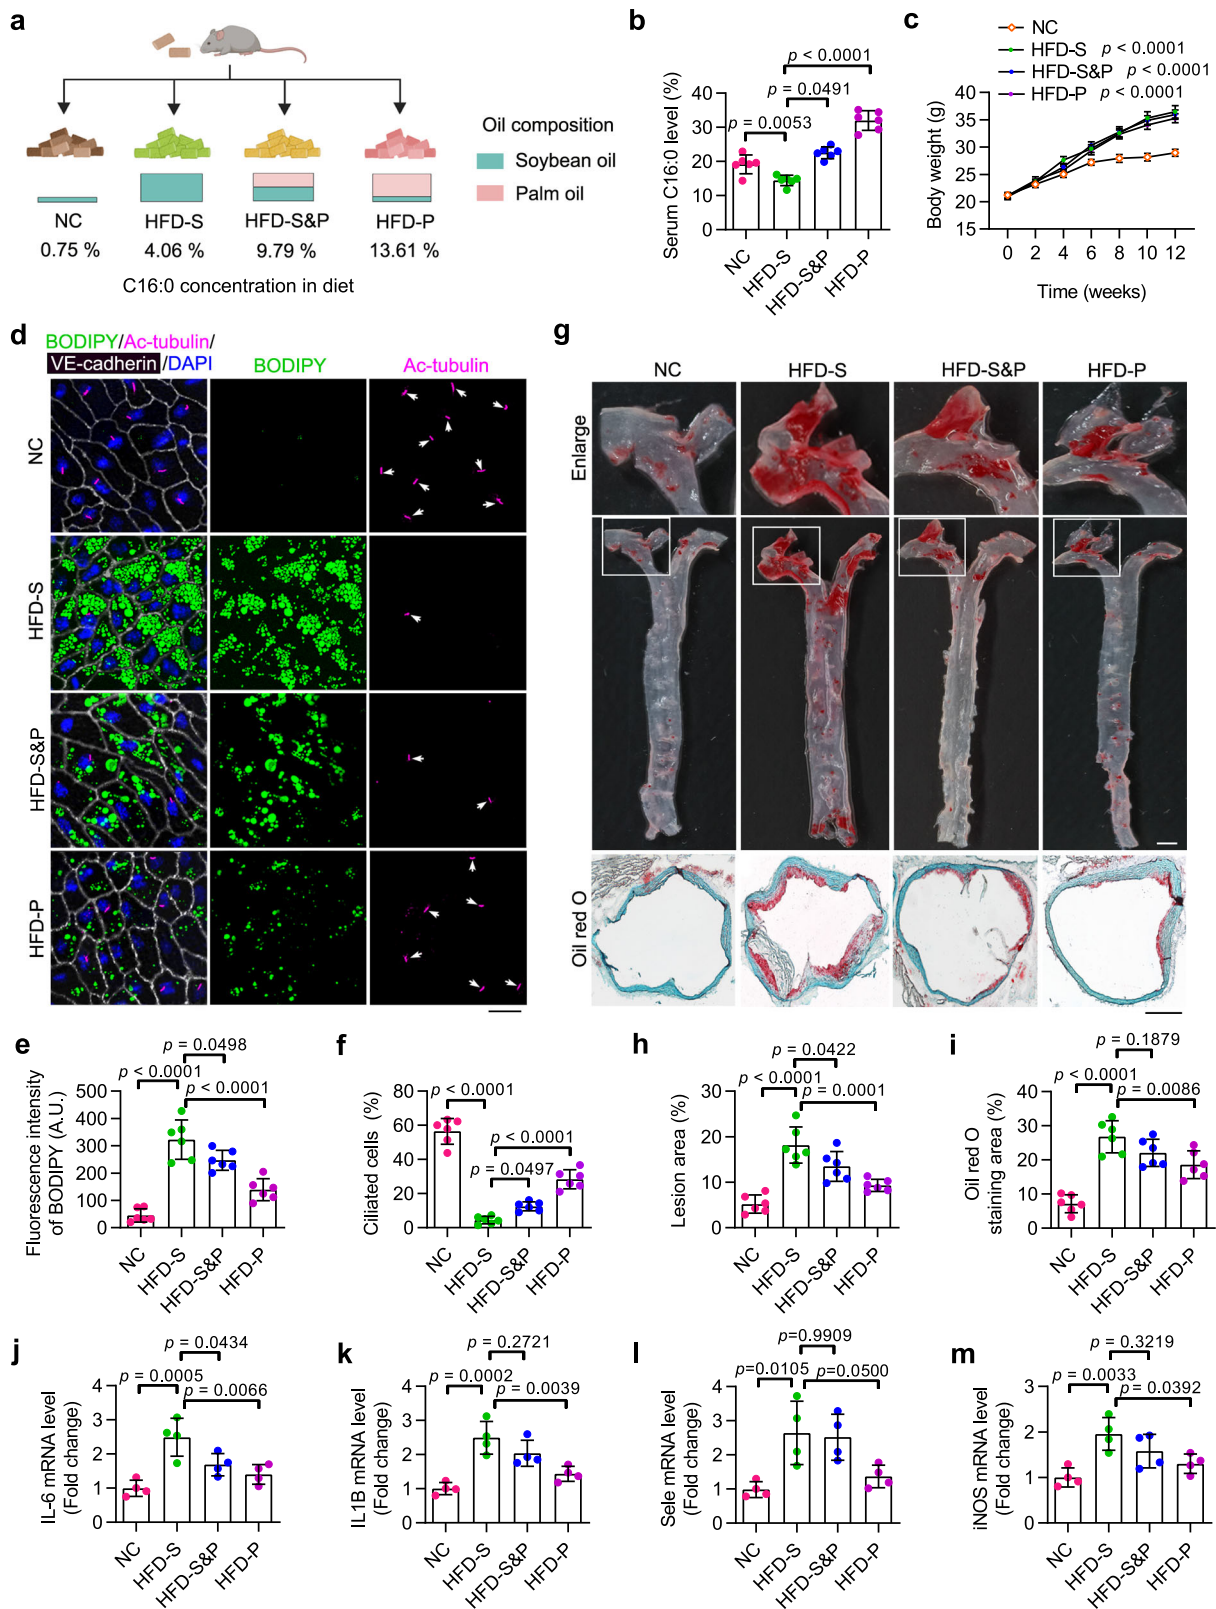 a
Oil composition
Soybean oil
Palm oil
NC HFD-S HFD-S&P HFD-P
0.75 % 4.06 % 9.79 % 13.61 %
C16:0 concentration in diet
b
p < 0.0001
p = 0.0491
p = 0.0053
Serum C16:0 level (%)
40
30
20
10
0
NC HFD-S HFD-S&P HFD-P
c
NC
HFD-S p < 0.0001
HFD-S&P p < 0.0001
HFD-P p < 0.0001
Body weight (g)
40
35
30
25
20
15
0 2 4 6 8 10 12
Time (weeks)
d
BODIPY/Ac-tubulin/
VE-cadherin/DAPI BODIPY Ac-tubulin
NC
HFD-S
HFD-S&P
HFD-P
g
NC HFD-S HFD-S&P HFD-P
Enlarge
Oil red O
e
p = 0.0498
p < 0.0001
p < 0.0001
Fluorescence intensity
of BODIPY (A.U.)
500
400
300
200
100
0
NC HFD-S HFD-S&P HFD-P
f
p < 0.0001
p < 0.0001
p = 0.0497
Ciliated cells (%)
80
60
40
20
0
NC HFD-S HFD-S&P HFD-P
h
p = 0.0422
p < 0.0001
p = 0.0001
Lesion area (%)
30
20
10
0
NC HFD-S HFD-S&P HFD-P
i
p = 0.1879
p < 0.0001
p = 0.0086
Oil red O
staining area (%)
40
30
20
10
0
NC HFD-S HFD-S&P HFD-P
j
p = 0.0434
p = 0.0005
p = 0.0066
IL-6 mRNA level
(Fold change)
4
3
2
1
0
NC HFD-S HFD-S&P HFD-P
k
p = 0.2721
p = 0.0002
p = 0.0039
IL1B mRNA level
(Fold change)
4
3
2
1
0
NC HFD-S HFD-S&P HFD-P
l
p=0.9909
p=0.0105
p=0.0500
Sele mRNA level
(Fold change)
4
3
2
1
0
NC HFD-S HFD-S&P HFD-P
m
p = 0.3219
p = 0.0033
p = 0.0392
iNOS mRNA level
(Fold change)
3
2
1
0
NC HFD-S HFD-S&P HFD-P